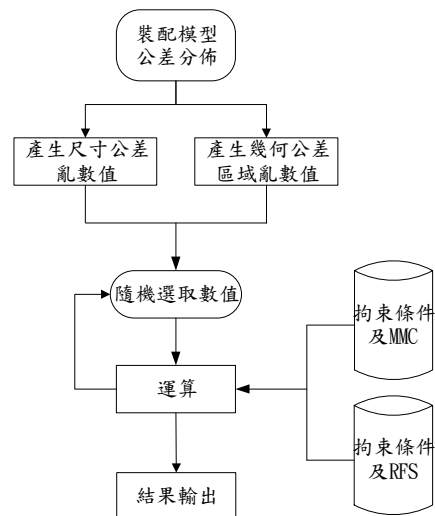 裝配模型
公差分佈
產生尺寸公差
亂數值
產生幾何公差
區域亂數值
隨機選取數值
拘束條件
及MMC
運算
拘束條件
及RFS
結果輸出